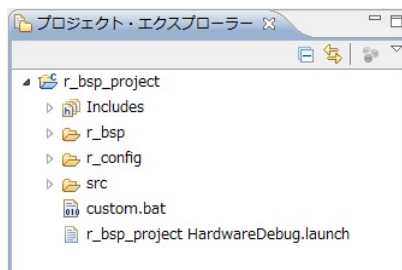 プロジェクト・エクスプローラー
r_bsp_project
Includes
r_bsp
r_config
src
custom.bat
r_bsp_project HardwareDebug.launch